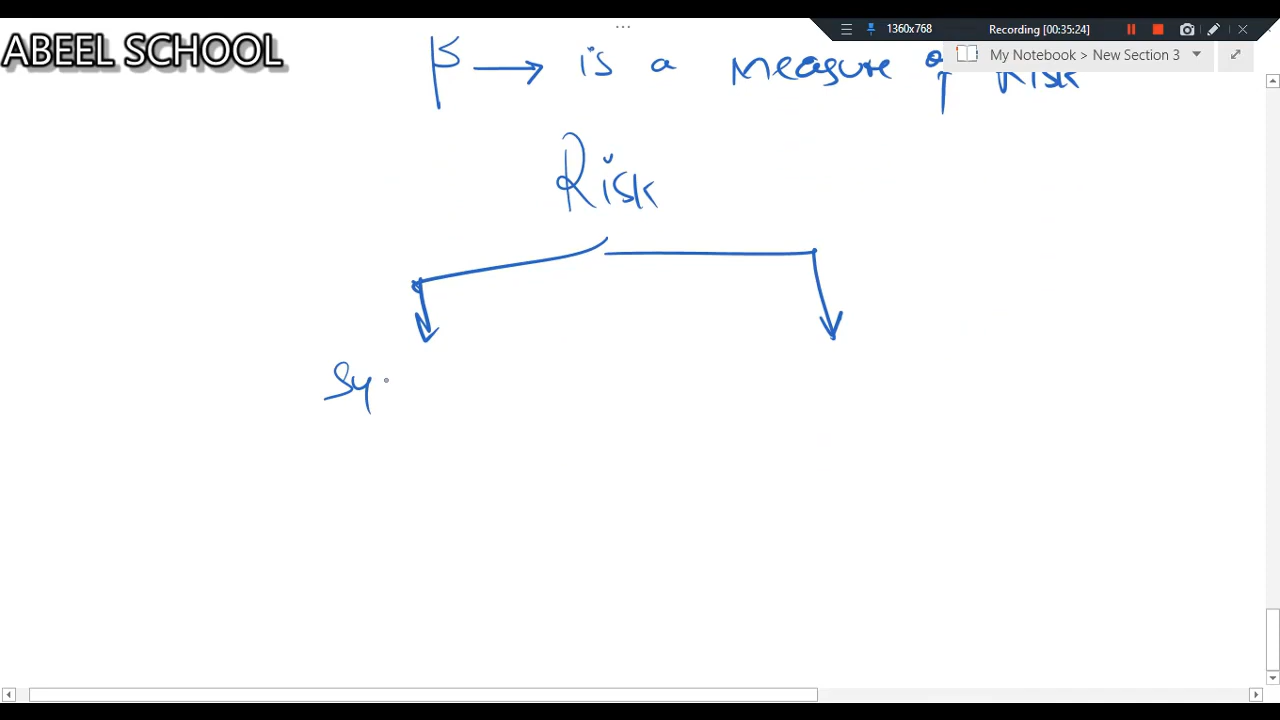 1360x768 Recording [00:35:24]
ABEEL SCHOOL
My Notebook > New Section 3
β → is a measure of Risk
Risk
Sy